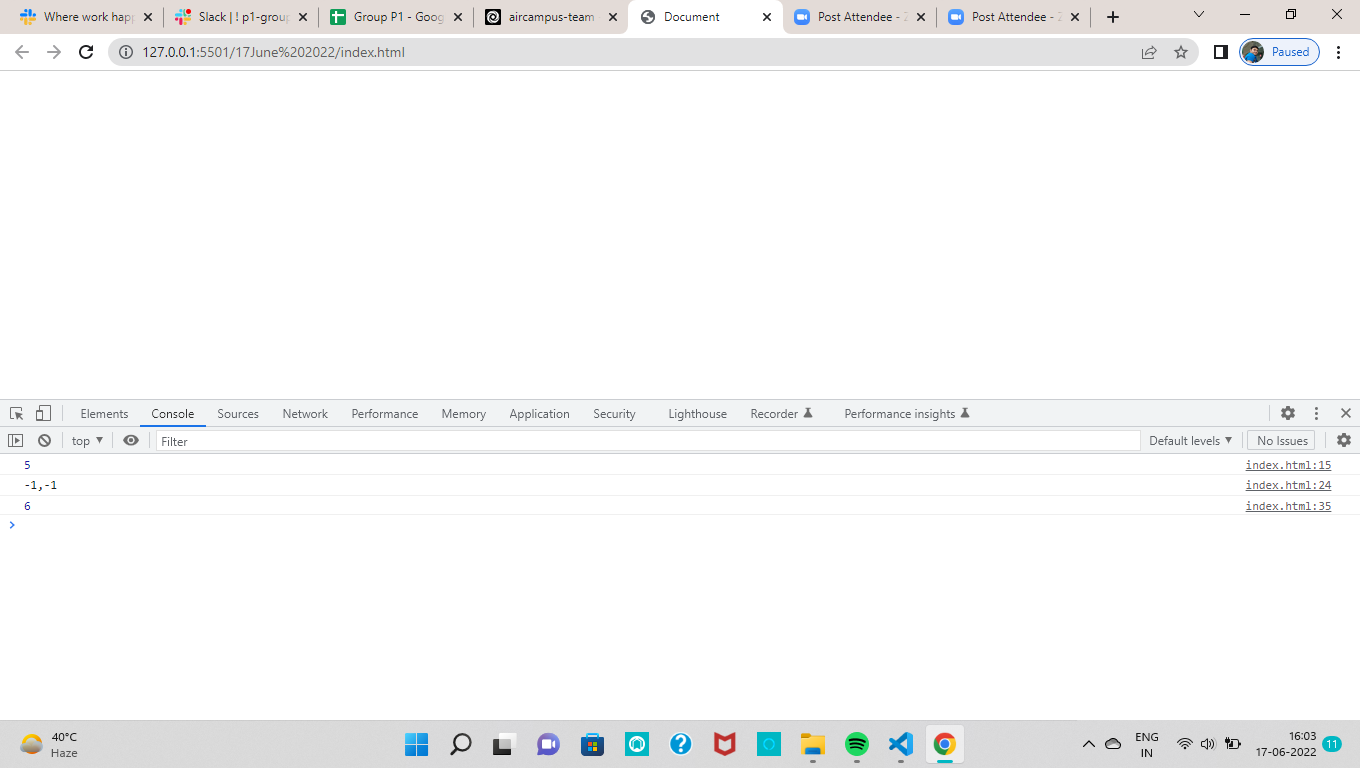 Where work hap
Slack | ! p1-group
Group P1 - Goog
aircampus-team
Document
Post Attendee - Z
Post Attendee - Z
127.0.0.1:5501/17June%202022/index.html
Paused
Elements Console Sources Network Performance Memory Application Security Lighthouse Recorder Performance insights
top Filter Default levels No Issues
5 index.html:15
-1,-1 index.html:24
6 index.html:35
40°C
Haze
ENG
IN
16:03
17-06-2022
11